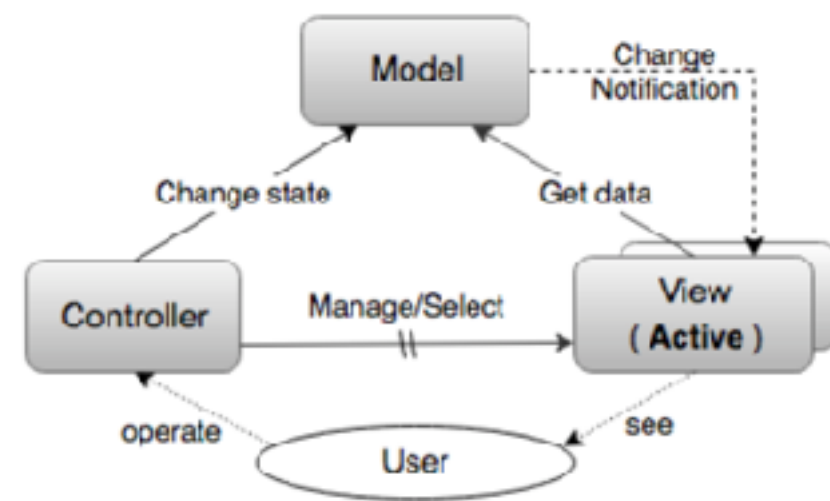 Model
Change
Notification
Change state
Get data
Controller
Manage/Select
View
( Active )
operate
see
User